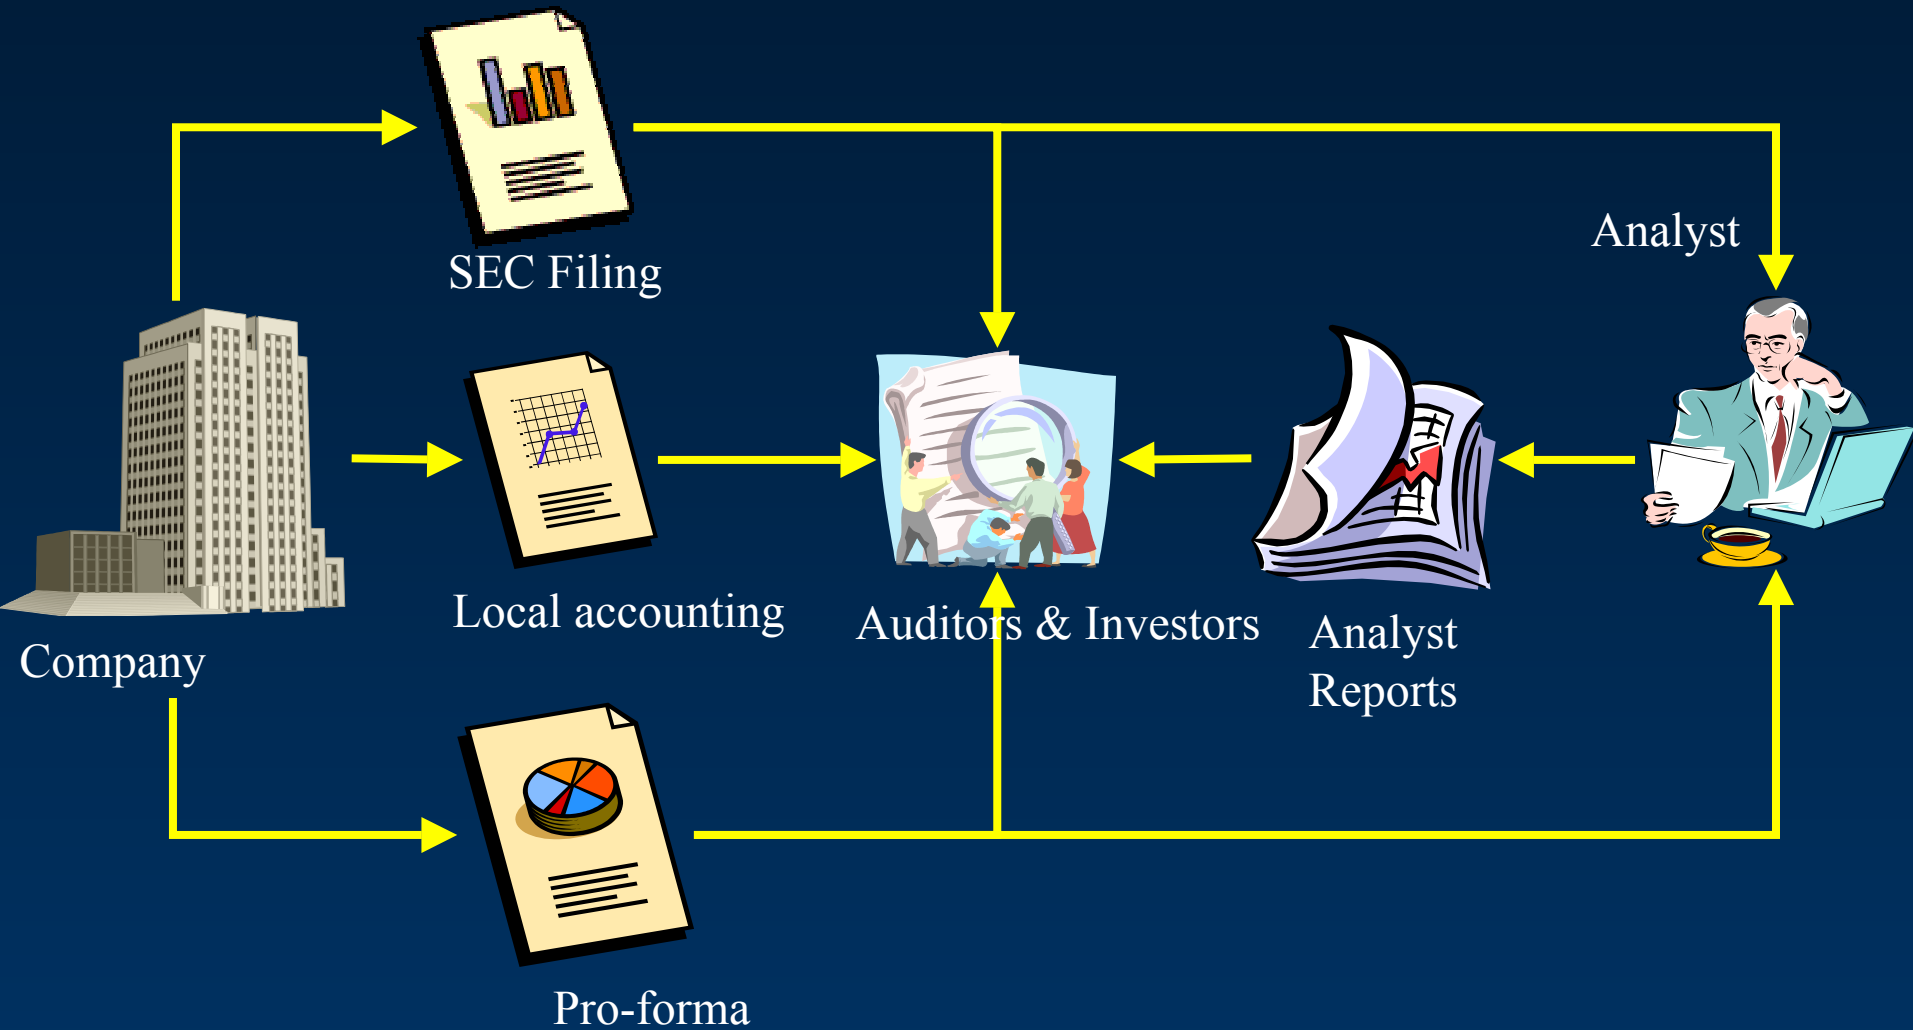 Analyst
SEC Filing
Local accounting
Auditors & Investors
Analyst
Reports
Company
Pro-forma